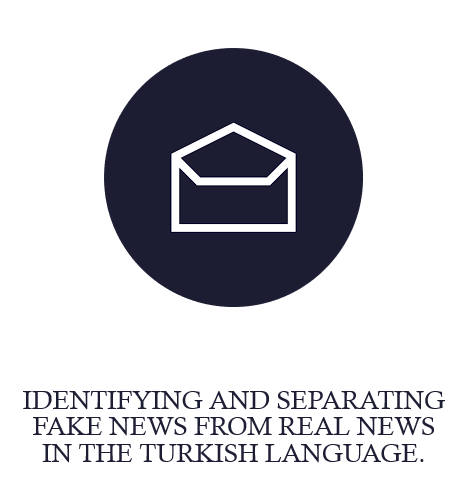 IDENTIFYING AND SEPARATING
FAKE NEWS FROM REAL NEWS
IN THE TURKISH LANGUAGE.